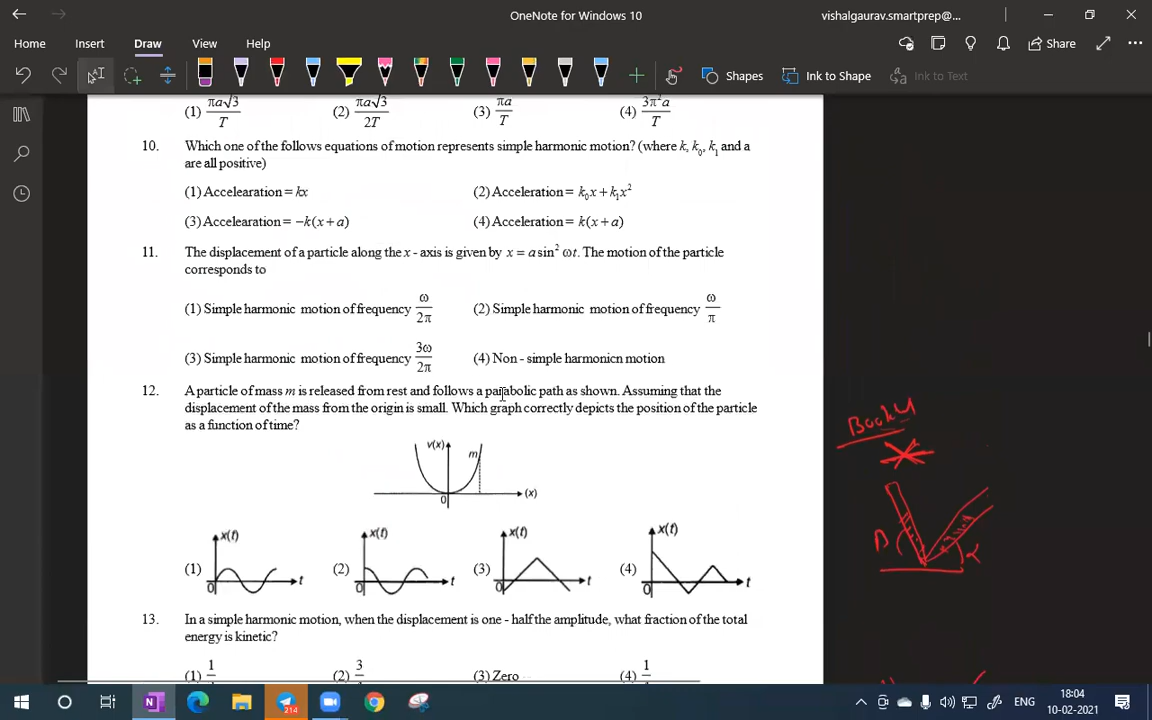 OneNote for Windows 10
vishalgaurav.smartprep@...
Home Insert Draw View Help
Share
Shapes
Ink to Shape
Ink to Text
(1) πa√3/T (2) πa√3/2T (3) πa/T (4) 3π²a/T
10. Which one of the follows equations of motion represents simple harmonic motion? (where k, k₀, k₁ and a
are all positive)
(1) Accelearation = kx (2) Acceleration = k₀x + k₁x²
(3) Accelearation = −k(x + a) (4) Acceleration = k(x + a)
11. The displacement of a particle along the x - axis is given by x = a sin² ωt. The motion of the particle
corresponds to
(1) Simple harmonic motion of frequency ω/2π (2) Simple harmonic motion of frequency ω/π
(3) Simple harmonic motion of frequency 3ω/2π (4) Non - simple harmonicn motion
12. A particle of mass m is released from rest and follows a parabolic path as shown. Assuming that the
displacement of the mass from the origin is small. Which graph correctly depicts the position of the particle
as a function of time?
v(x)
m
0
(x)
(1) x(t) 0 t (2) x(t) 0 t (3) x(t) 0 t (4) x(t) 0 t
13. In a simple harmonic motion, when the displacement is one - half the amplitude, what fraction of the total
energy is kinetic?
(1) 1 (2) 3 (3) Zero (4) 1
Book 4
β α
214
ENG
18:04
10-02-2021